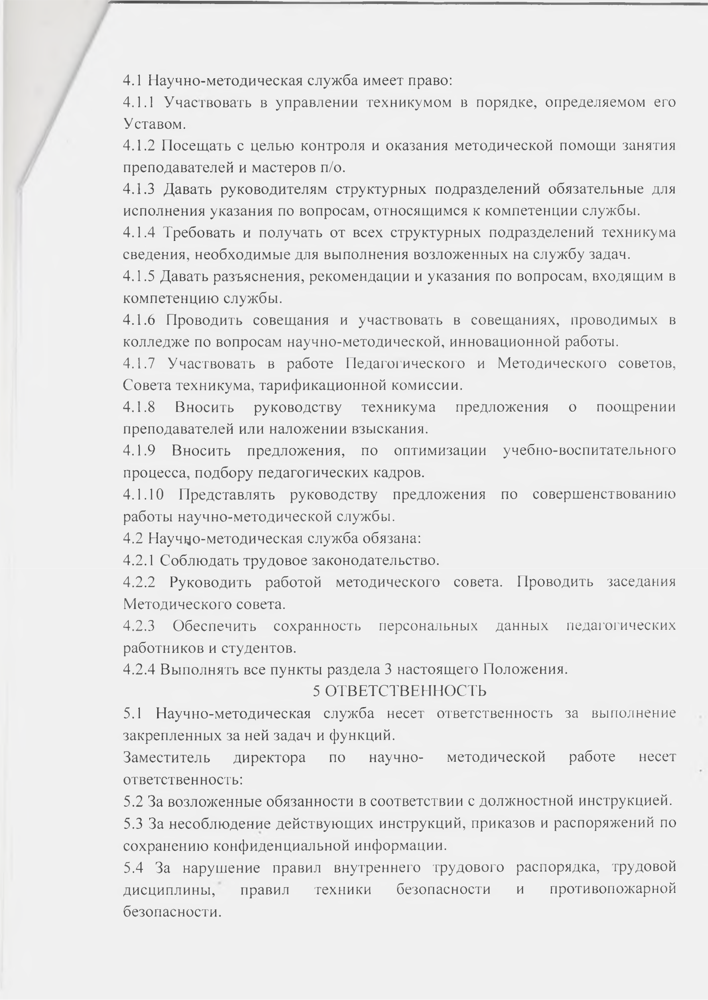 4.1 Научно-методическая служба имеет право:
4.1.1 Участвовать в управлении техникумом в порядке, определяемом его
Уставом.
4.1.2 Посещать с целью контроля и оказания методической помощи занятия
преподавателей и мастеров п/о.
4.1.3 Давать руководителям структурных подразделений обязательные для
исполнения указания по вопросам, относящимся к компетенции службы.
4.1.4 Требовать и получать от всех структурных подразделений техникума
сведения, необходимые для выполнения возложенных на службу задач.
4.1.5 Давать разъяснения, рекомендации и указания по вопросам, входящим в
компетенцию службы.
4.1.6 Проводить совещания и участвовать в совещаниях, проводимых в
колледже по вопросам научно-методической, инновационной работы.
4.1.7 Участвовать в работе Педагогического и Методического советов,
Совета техникума, тарификационной комиссии.
4.1.8 Вносить руководству техникума предложения о поощрении
преподавателей или наложении взыскания.
4.1.9 Вносить предложения, по оптимизации учебно-воспитательного
процесса, подбору педагогических кадров.
4.1.10 Представлять руководству предложения по совершенствованию
работы научно-методической службы.
4.2 Научно-методическая служба обязана:
4.2.1 Соблюдать трудовое законодательство.
4.2.2 Руководить работой методического совета. Проводить заседания
Методического совета.
4.2.3 Обеспечить сохранность персональных данных педагогических
работников и студентов.
4.2.4 Выполнять все пункты раздела 3 настоящего Положения.
5 ОТВЕТСТВЕННОСТЬ
5.1 Научно-методическая служба несет ответственность за выполнение
закрепленных за ней задач и функций.
Заместитель директора по научно- методической работе несет
ответственность:
5.2 За возложенные обязанности в соответствии с должностной инструкцией.
5.3 За несоблюдение действующих инструкций, приказов и распоряжений по
сохранению конфиденциальной информации.
5.4 За нарушение правил внутреннего трудового распорядка, трудовой
дисциплины, правил техники безопасности и противопожарной
безопасности.